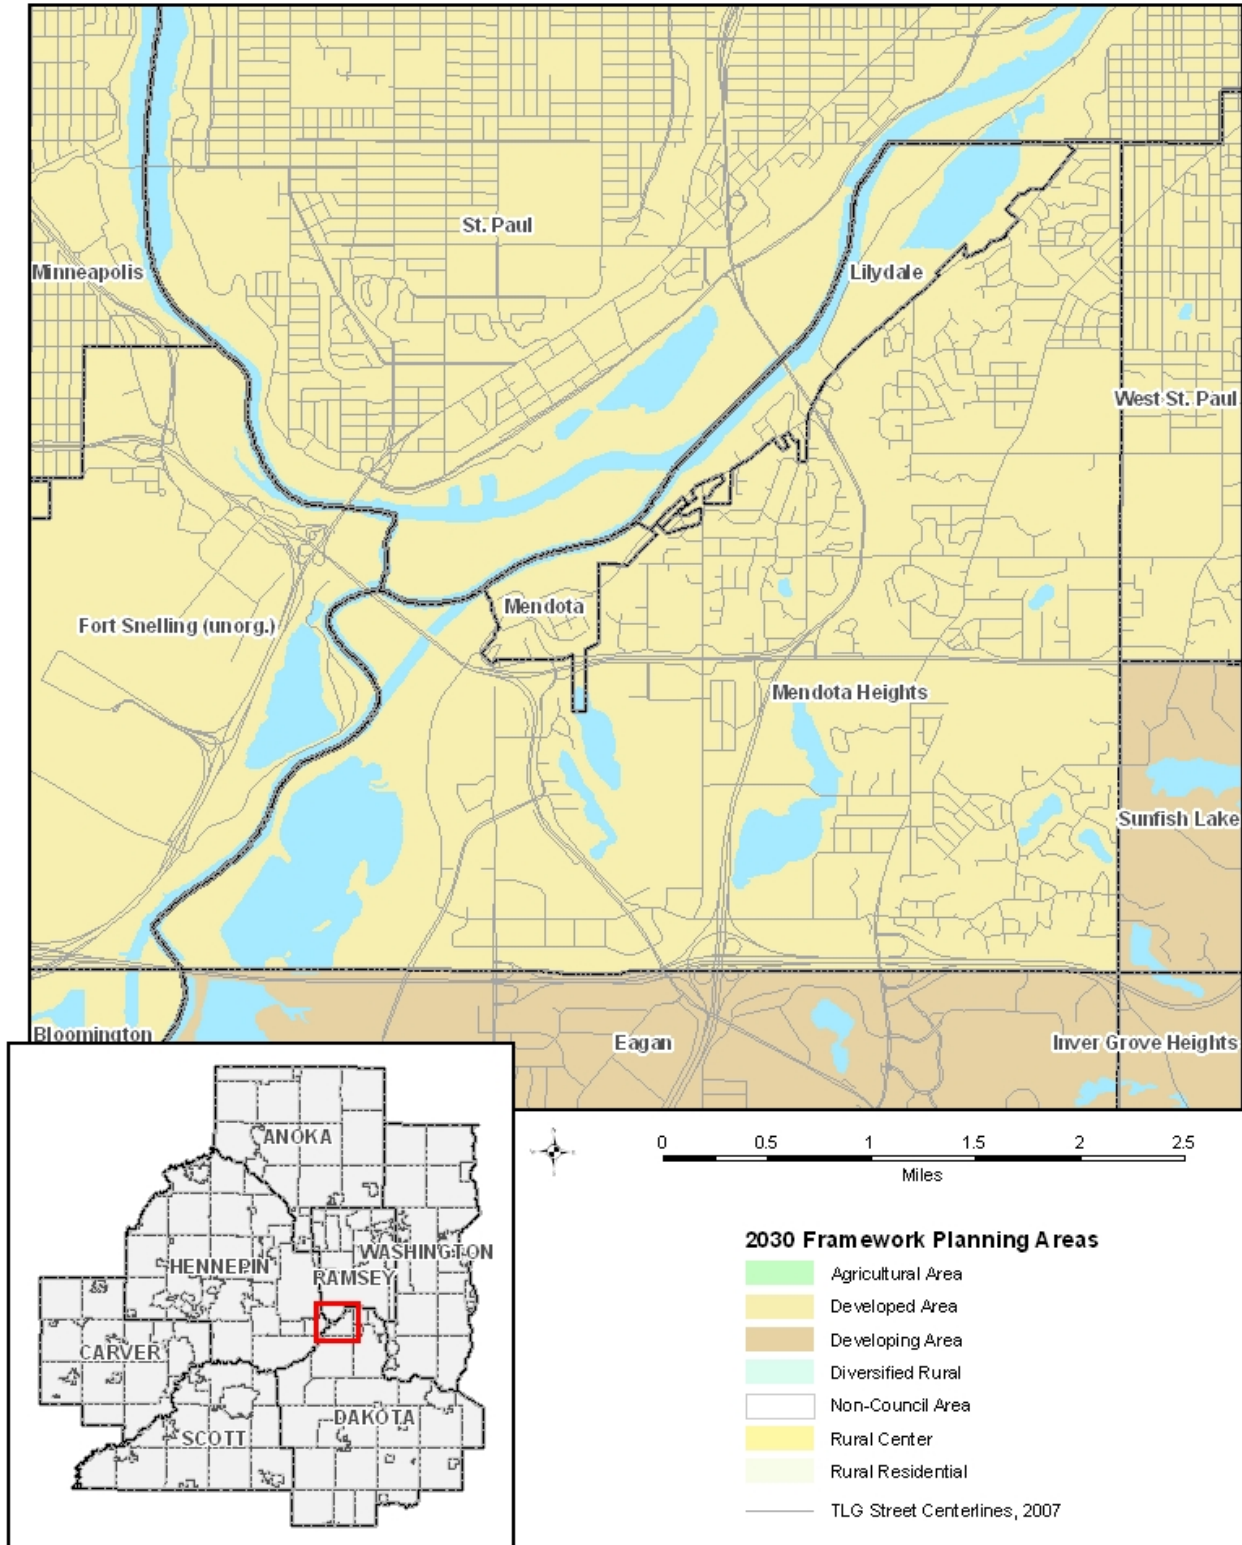 St. Paul
Minneapolis
Lilydale
West St. Paul
Mendota
Fort Snelling (unorg.)
Mendota Heights
Sunfish Lake
Bloomington
Eagan
Inver Grove Heights
ANOKA
WASHINGTON
HENNEPIN
RAMSEY
CARVER
DAKOTA
SCOTT
0 0.5 1 1.5 2 2.5
Miles
2030 Framework Planning Areas
Agricultural Area
Developed Area
Developing Area
Diversified Rural
Non-Council Area
Rural Center
Rural Residential
TLG Street Centerlines, 2007